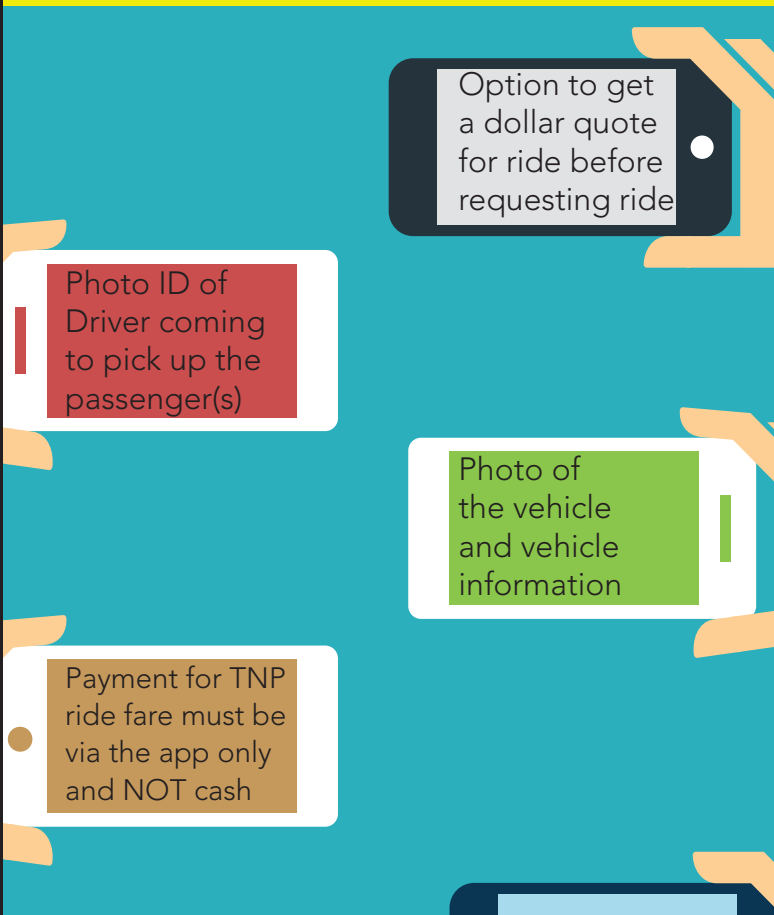 Option to get
a dollar quote
for ride before
requesting ride
Photo ID of
Driver coming
to pick up the
passenger(s)
Photo of
the vehicle
and vehicle
information
Payment for TNP
ride fare must be
via the app only
and NOT cash